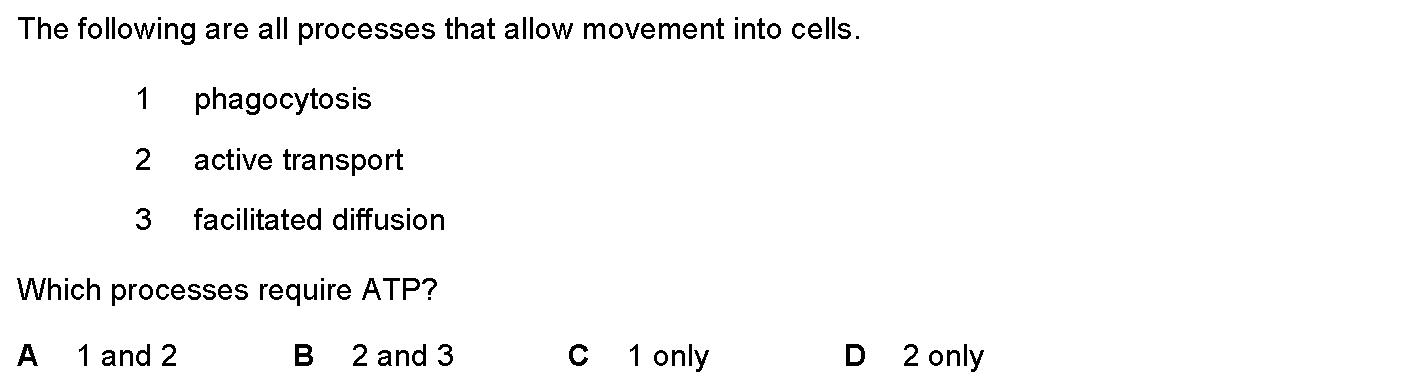 The following are all processes that allow movement into cells.
1 phagocytosis
2 active transport
3 facilitated diffusion
Which processes require ATP?
A 1 and 2 B 2 and 3 C 1 only D 2 only